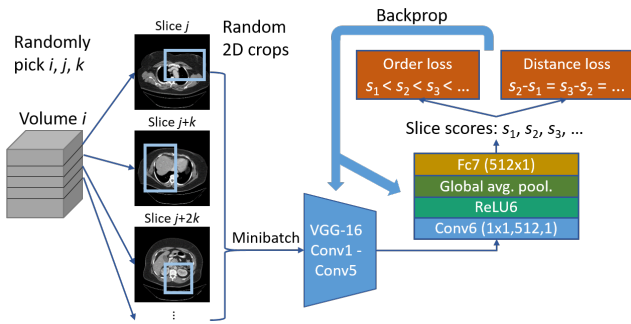 Randomly
pick i, j, k
Volume i
Slice j
Slice j+k
Slice j+2k
...
Random
2D crops
Minibatch
VGG-16
Conv1 -
Conv5
Backprop
Order loss
s₁ < s₂ < s₃ < ...
Distance loss
s₂-s₁ = s₃-s₂ = ...
Slice scores: s₁, s₂, s₃, ...
Fc7 (512x1)
Global avg. pool.
ReLU6
Conv6 (1x1,512,1)